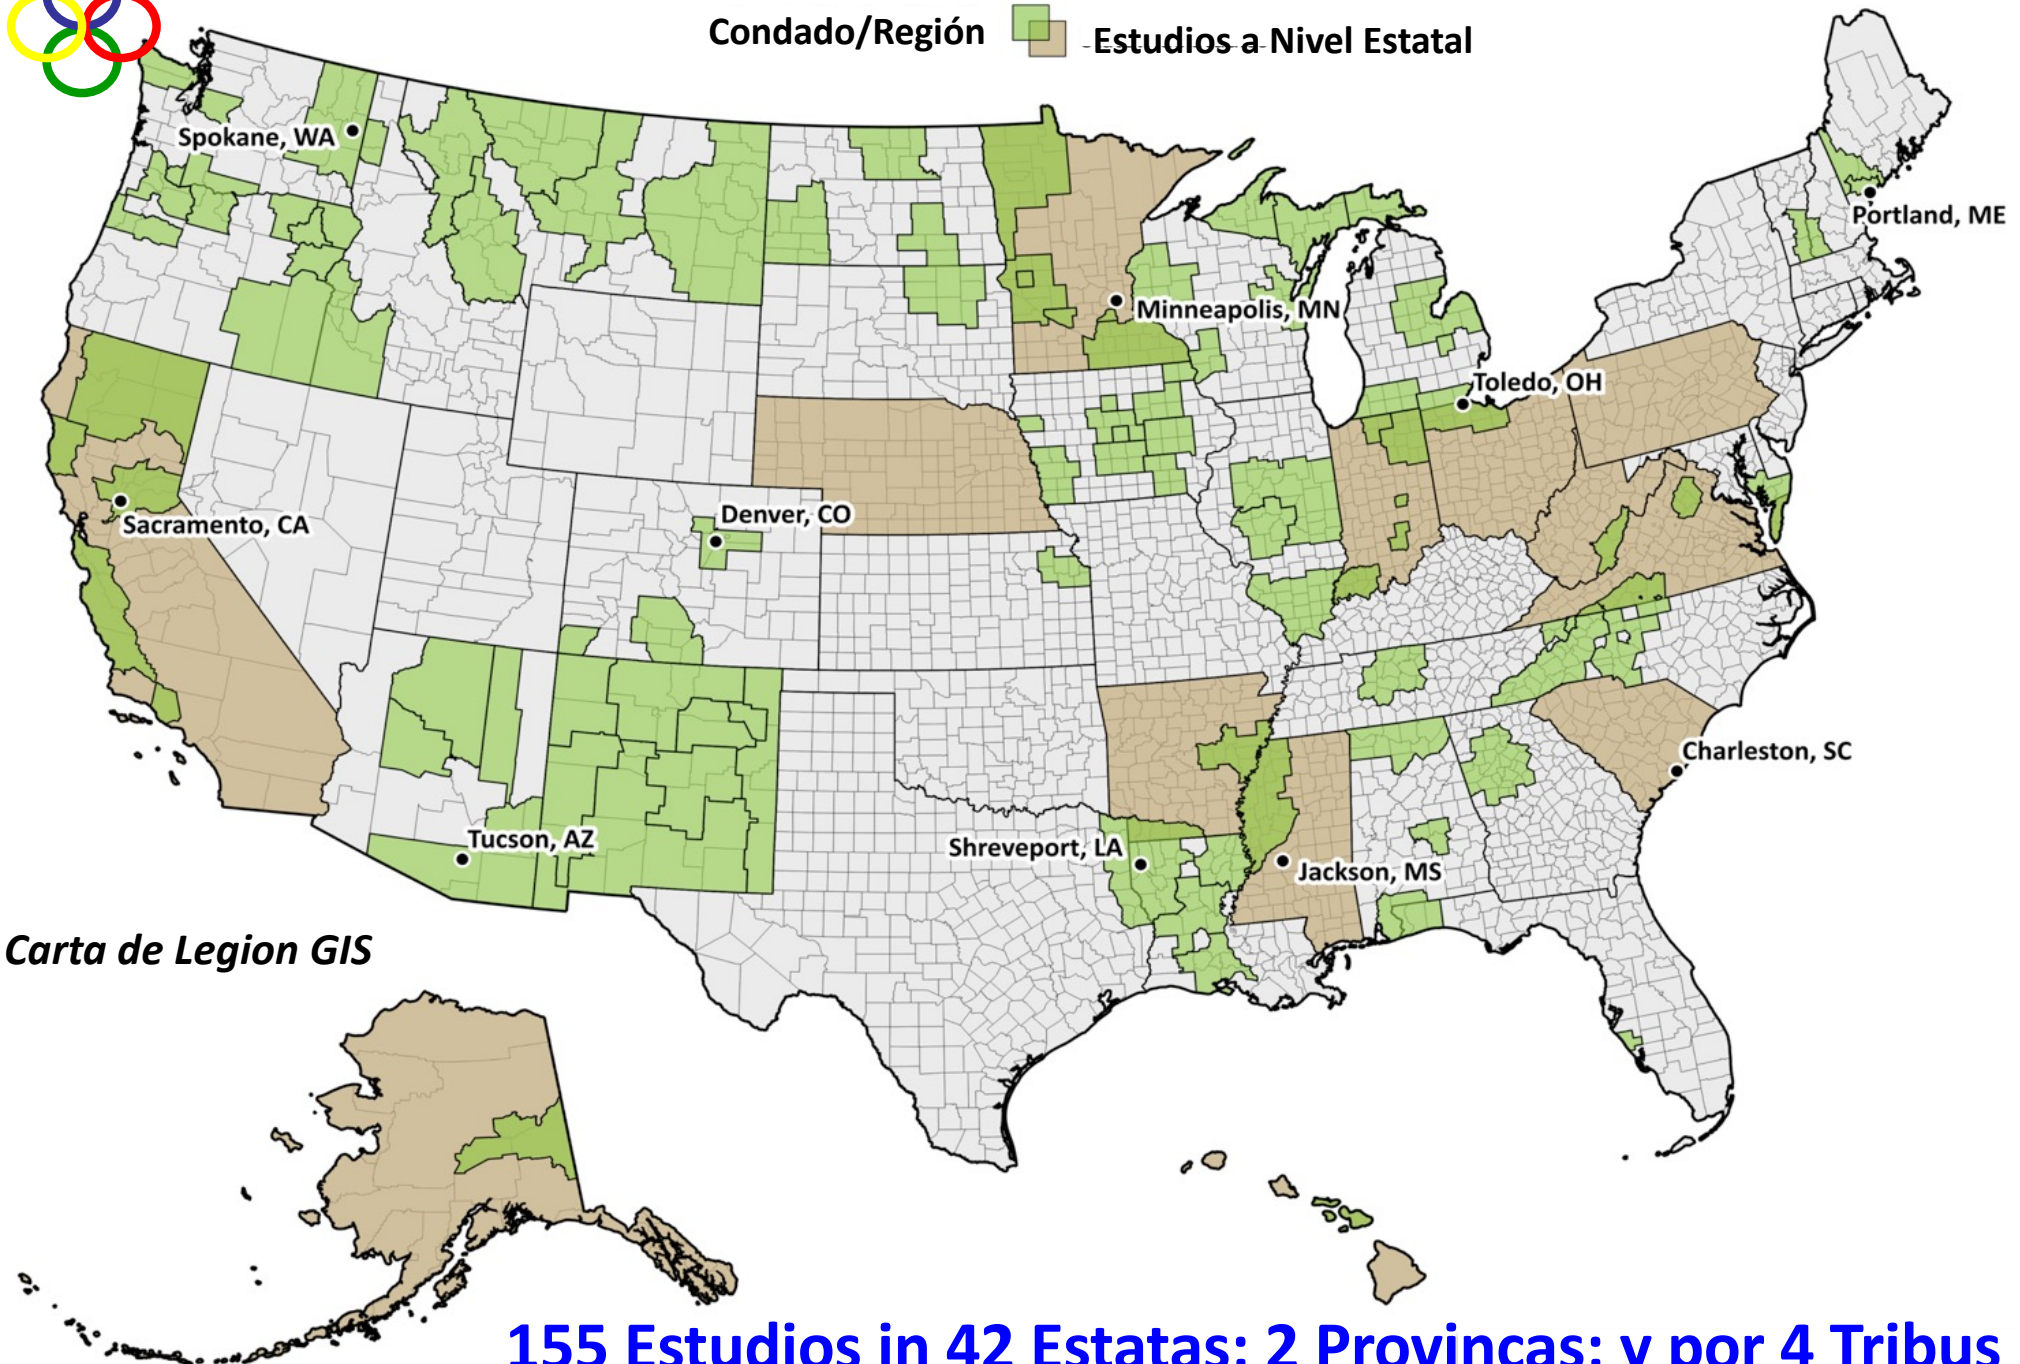 Condado/Región Estudios a Nivel Estatal
Spokane, WA
Portland, ME
Minneapolis, MN
Toledo, OH
Sacramento, CA
Denver, CO
Charleston, SC
Tucson, AZ
Shreveport, LA
Jackson, MS
Carta de Legion GIS
155 Estudios in 42 Estatas; 2 Provincas; y por 4 Tribus